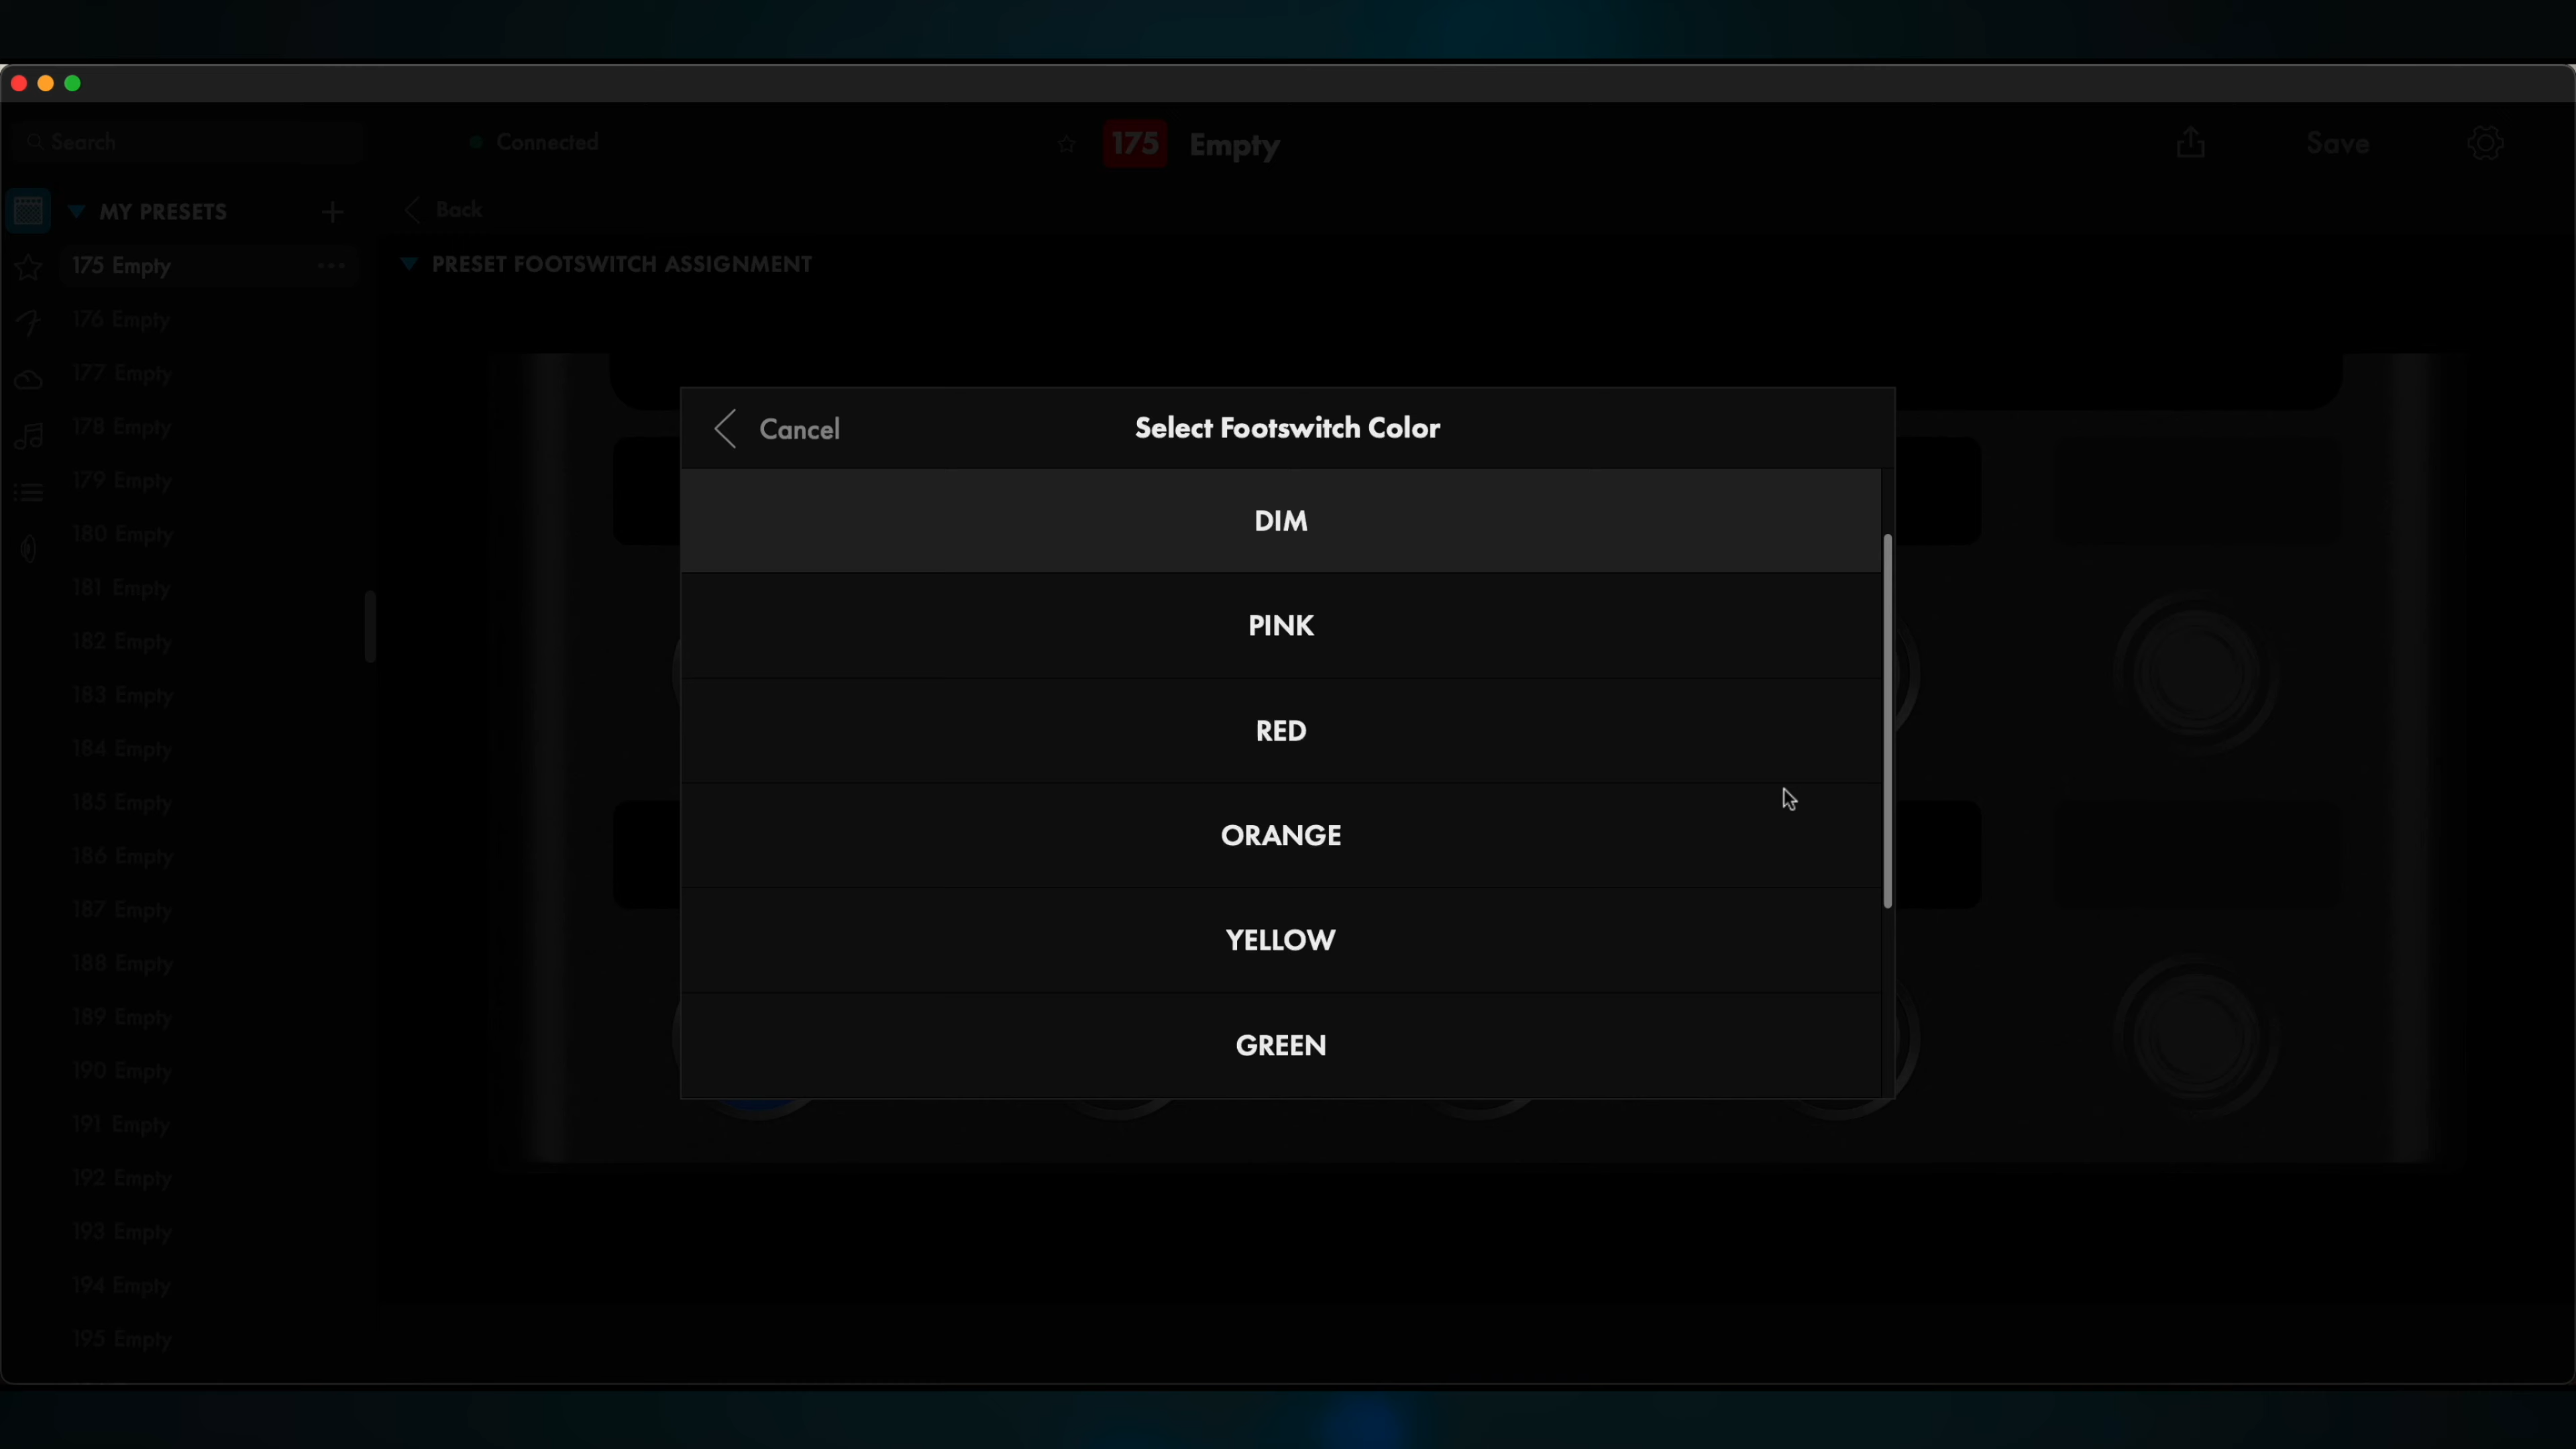 Search
Connected
175 Empty
Save
MY PRESETS
Back
175 Empty
PRESET FOOTSWITCH ASSIGNMENT
176 Empty
177 Empty
178 Empty
179 Empty
180 Empty
181 Empty
182 Empty
183 Empty
184 Empty
185 Empty
186 Empty
187 Empty
188 Empty
189 Empty
190 Empty
191 Empty
192 Empty
193 Empty
194 Empty
195 Empty
Cancel
Select Footswitch Color
DIM
PINK
RED
ORANGE
YELLOW
GREEN